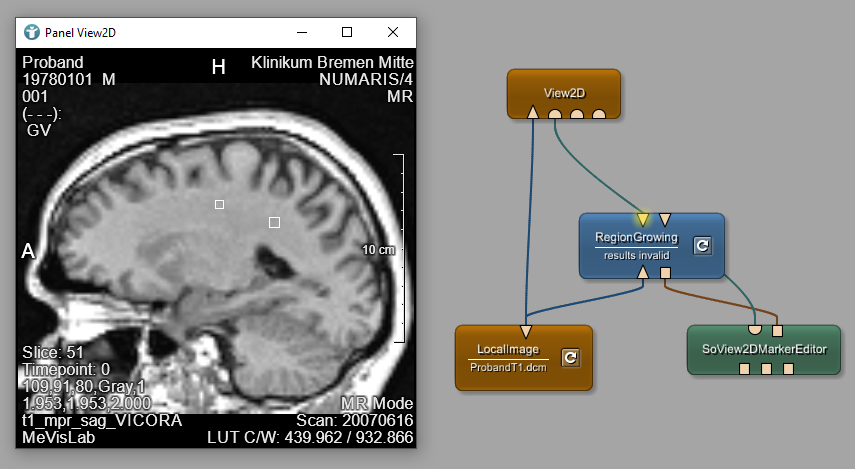 Panel View2D
Proband
Klinikum Bremen Mitte
19780101 M
H
NUMARIS/4
001
MR
(- - -):
GV
A
10 cm
Slice: 51
Timepoint: 0
109,91,80,Gray,1
1.953,1.953,2.000
MR Mode
t1_mpr_sag_VICORA
Scan: 20070616
MeVisLab
LUT C/W: 439.962 / 932.866
View2D
RegionGrowing
results invalid
LocalImage
ProbandT1.dcm
SoView2DMarkerEditor